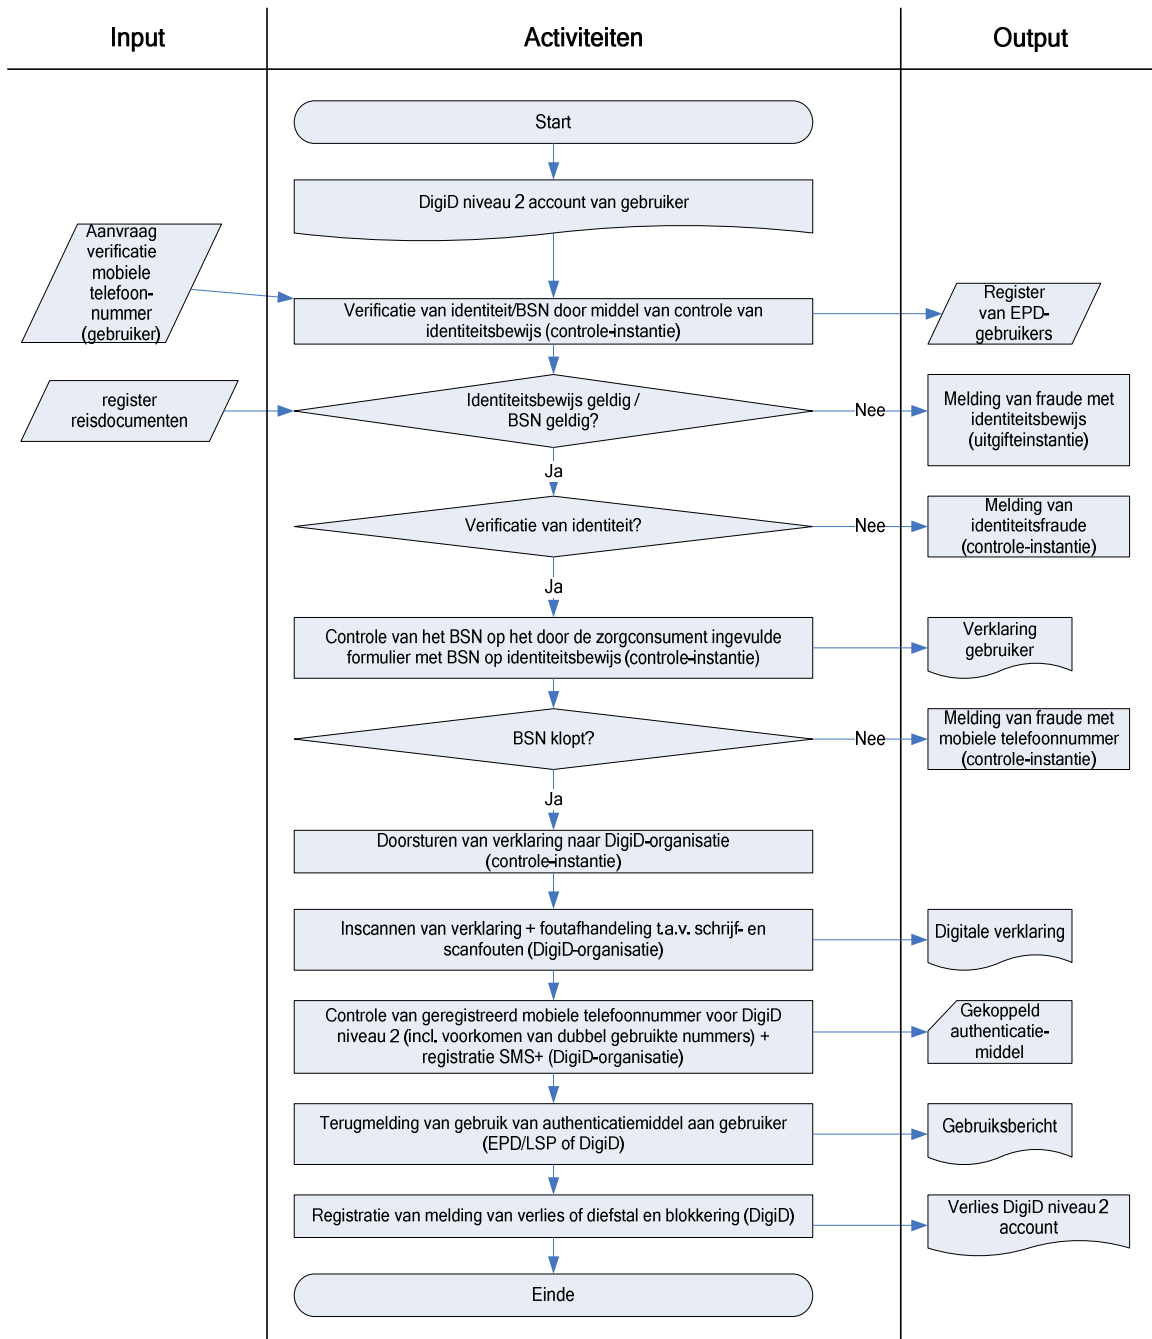 Input
Activiteiten
Output
Start
DigiD niveau 2 account van gebruiker
Aanvraag
verificatie
mobiele
telefoon-
nummer
(gebruiker)
Verificatie van identiteit/BSN door middel van controle van
identiteitsbewijs (controle-instantie)
Register
van EPD-
gebruikers
register
reisdocumenten
Identiteitsbewijs geldig /
BSN geldig?
Nee
Melding van fraude met
identiteitsbewijs
(uitgifteinstantie)
Ja
Verificatie van identiteit?
Nee
Melding van
identiteitsfraude
(controle-instantie)
Ja
Controle van het BSN op het door de zorgconsument ingevulde
formulier met BSN op identiteitsbewijs (controle-instantie)
Verklaring
gebruiker
BSN klopt?
Nee
Melding van fraude met
mobiele telefoonnummer
(controle-instantie)
Ja
Doorsturen van verklaring naar DigiD-organisatie
(controle-instantie)
Inscannen van verklaring + foutafhandeling t.a.v. schrijf- en
scanfouten (DigiD-organisatie)
Digitale verklaring
Controle van geregistreerd mobiele telefoonnummer voor DigiD
niveau 2 (incl. voorkomen van dubbel gebruikte nummers) +
registratie SMS+ (DigiD-organisatie)
Gekoppeld
authenticatie-
middel
Terugmelding van gebruik van authenticatiemiddel aan gebruiker
(EPD/LSP of DigiD)
Gebruiksbericht
Registratie van melding van verlies of diefstal en blokkering (DigiD)
Verlies DigiD niveau 2
account
Einde